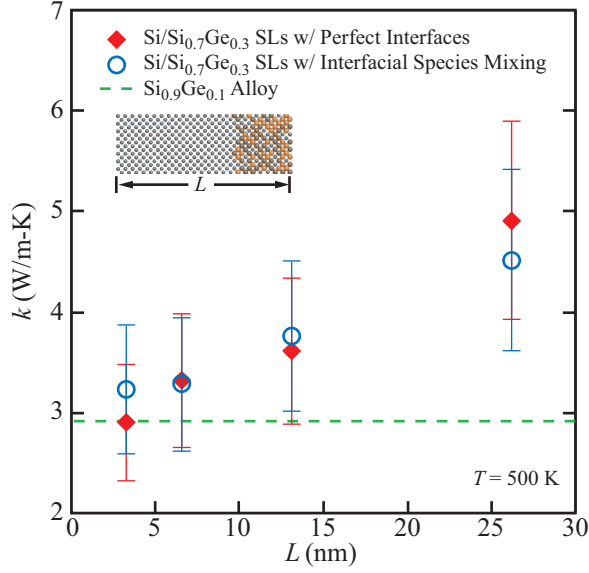 Si/Si₀.₇Ge₀.₃ SLs w/ Perfect Interfaces
Si/Si₀.₇Ge₀.₃ SLs w/ Interfacial Species Mixing
Si₀.₉Ge₀.₁ Alloy
L
k (W/m-K)
7
6
5
4
3
2
T = 500 K
0 5 10 15 20 25 30
L (nm)